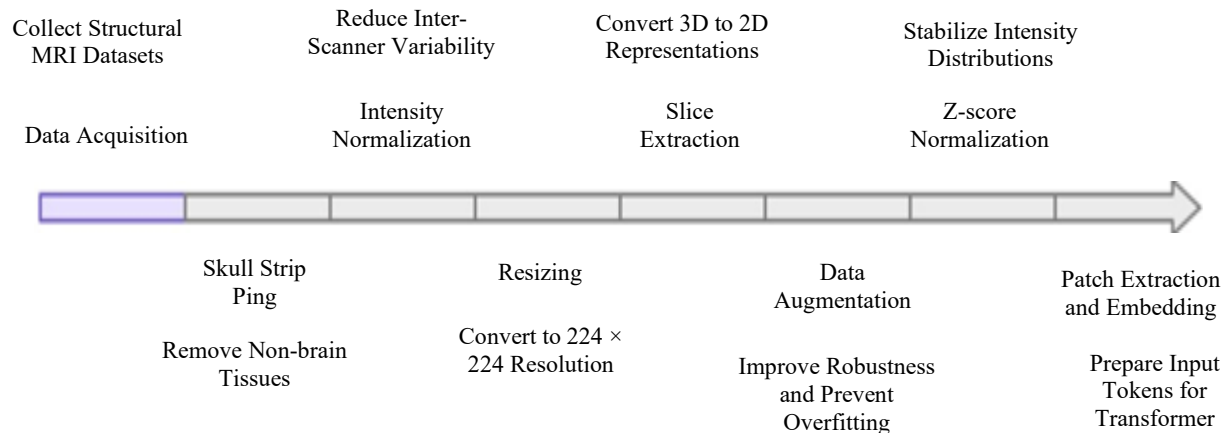 Collect Structural
MRI Datasets
Reduce Inter-
Scanner Variability
Convert 3D to 2D
Representations
Stabilize Intensity
Distributions
Data Acquisition
Intensity
Normalization
Slice
Extraction
Z-score
Normalization
Skull Strip
Ping
Resizing
Data
Augmentation
Patch Extraction
and Embedding
Remove Non-brain
Tissues
Convert to 224 ×
224 Resolution
Improve Robustness
and Prevent
Overfitting
Prepare Input
Tokens for
Transformer